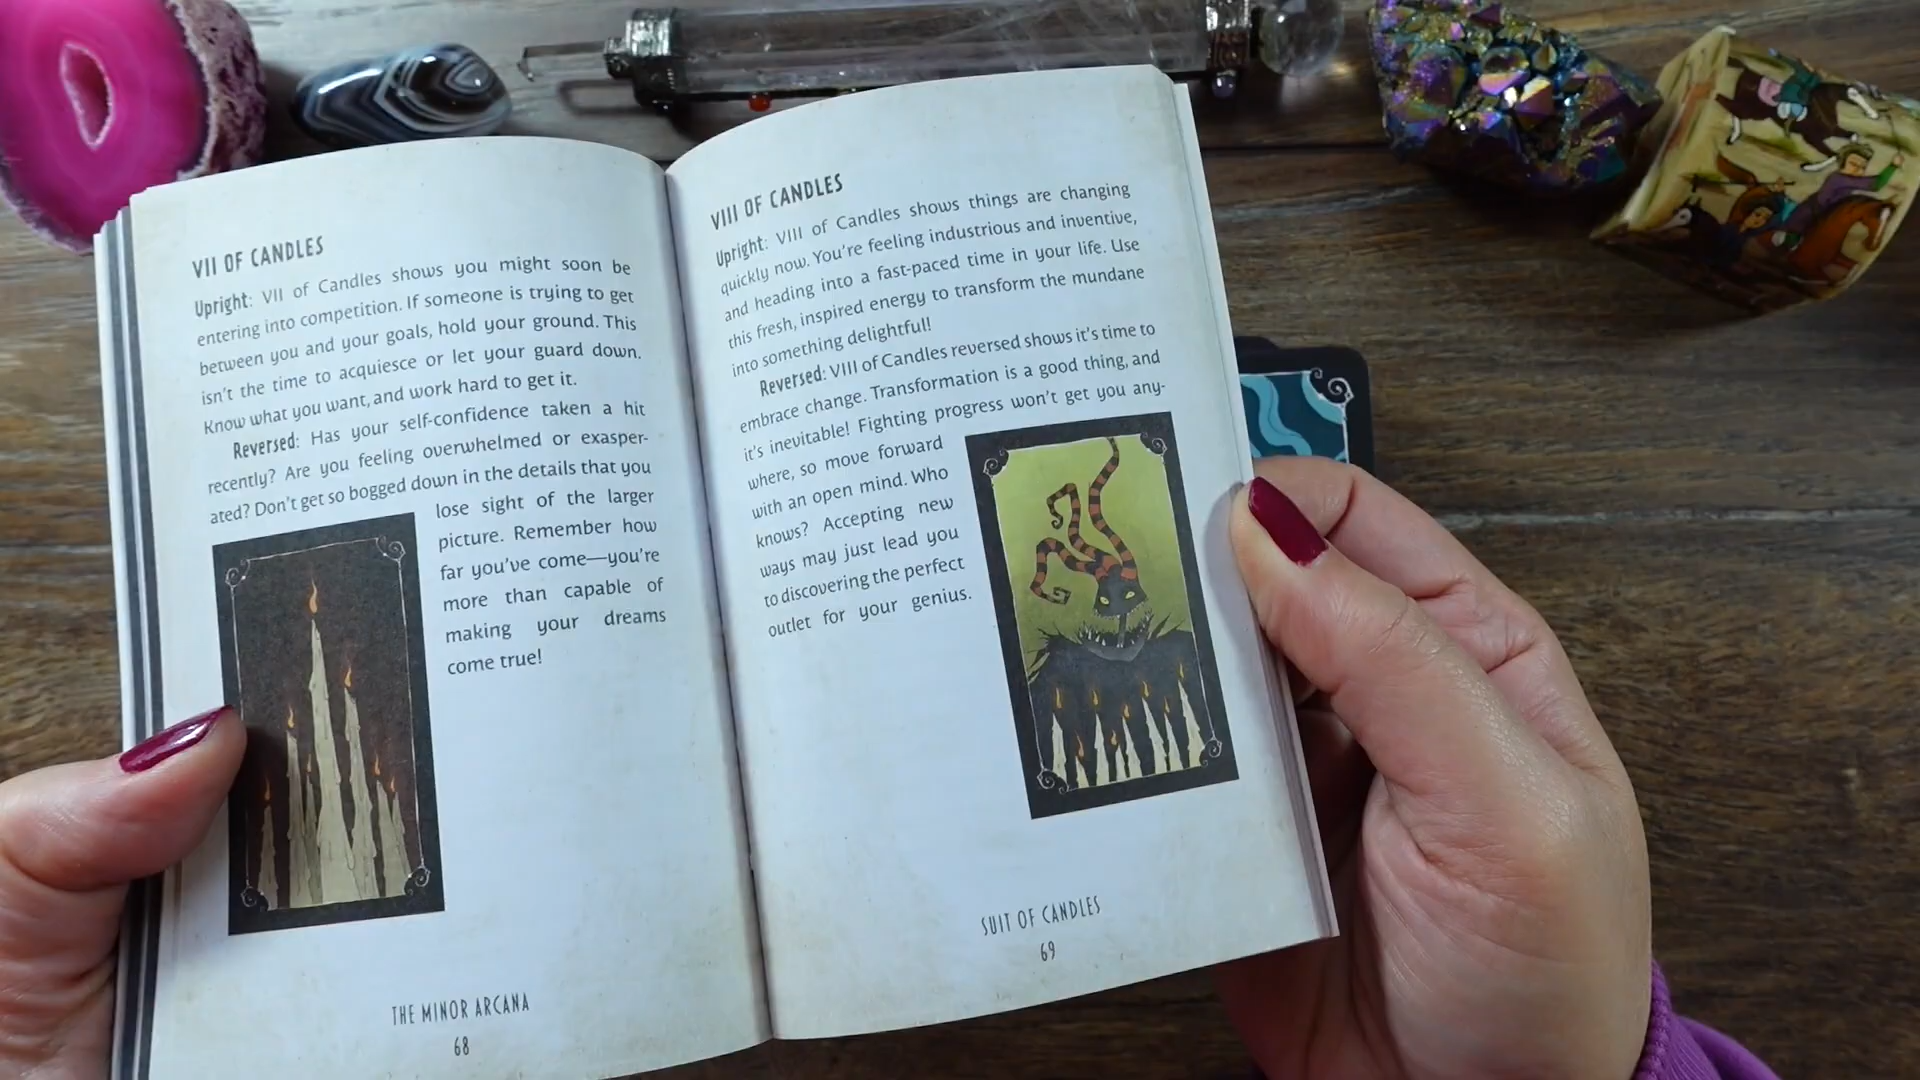 VII OF CANDLES
Upright: VII of Candles shows you might soon be
entering into competition. If someone is trying to get
between you and your goals, hold your ground. This
isn't the time to acquiesce or let your guard down.
Know what you want, and work hard to get it.
Reversed: Has your self-confidence taken a hit
recently? Are you feeling overwhelmed or exasper-
ated? Don't get so bogged down in the details that you
lose sight of the larger
picture. Remember how
far you've come—you're
more than capable of
making your dreams
come true!
THE MINOR ARCANA
68
VIII OF CANDLES
Upright: VIII of Candles shows things are changing
quickly now. You're feeling industrious and inventive,
and heading into a fast-paced time in your life. Use
this fresh, inspired energy to transform the mundane
into something delightful!
Reversed: VIII of Candles reversed shows it's time to
embrace change. Transformation is a good thing, and
it's inevitable! Fighting progress won't get you any-
where, so move forward
with an open mind. Who
knows? Accepting new
ways may just lead you
to discovering the perfect
outlet for your genius.
SUIT OF CANDLES
69